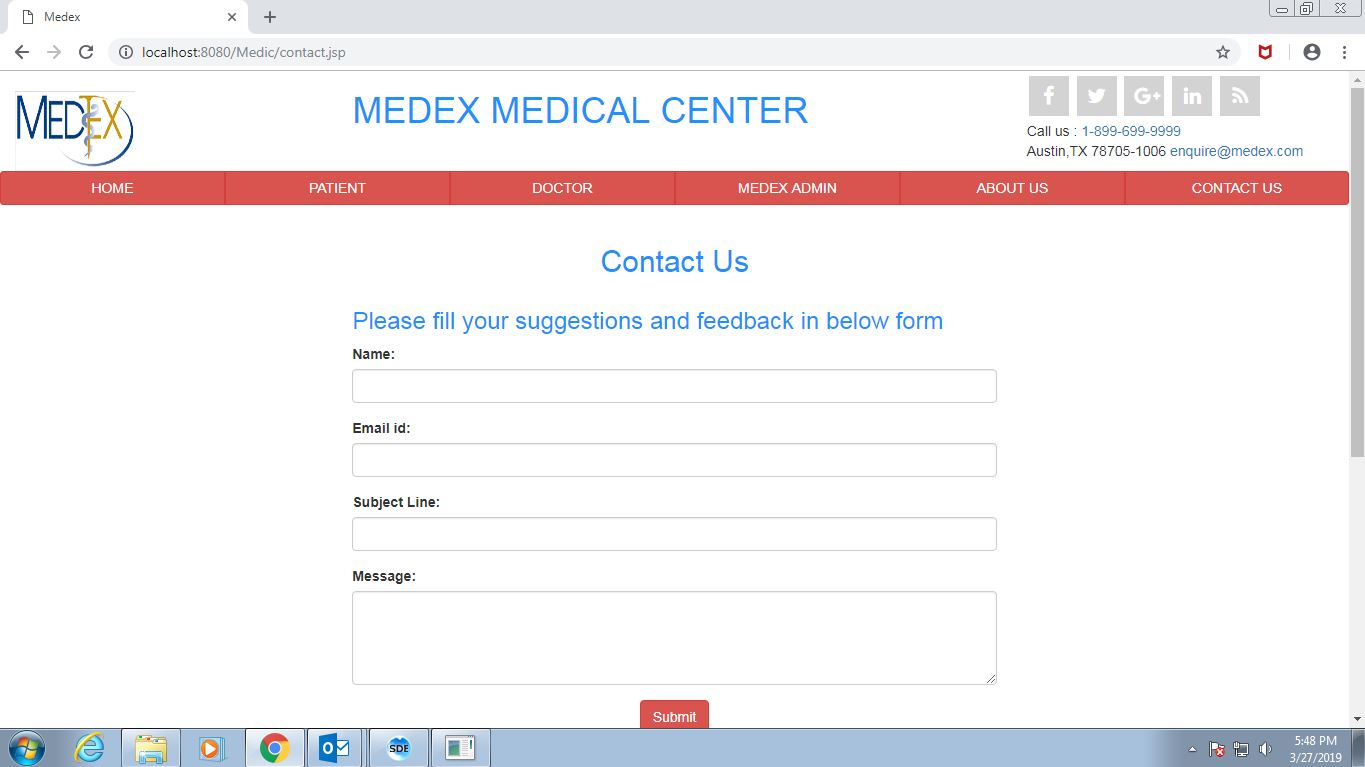 Medex
localhost:8080/Medic/contact.jsp
MEDEX
MEDEX MEDICAL CENTER
f G+ in
Call us : 1-899-699-9999
Austin,TX 78705-1006 enquire@medex.com
HOME PATIENT DOCTOR MEDEX ADMIN ABOUT US CONTACT US
Contact Us
Please fill your suggestions and feedback in below form
Name:
Email id:
Subject Line:
Message:
Submit
SDE
5:48 PM
3/27/2019